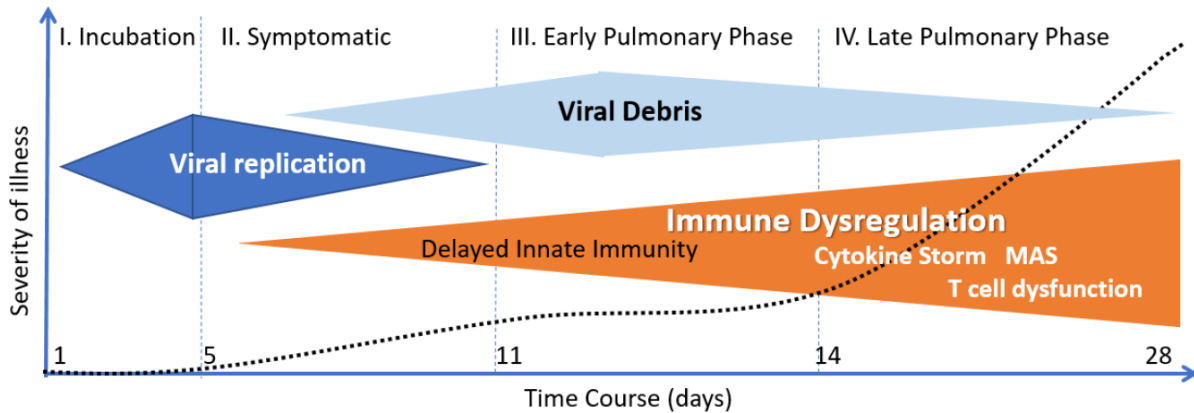 I. Incubation
II. Symptomatic
III. Early Pulmonary Phase
IV. Late Pulmonary Phase
Viral Debris
Viral replication
Immune Dysregulation
Delayed Innate Immunity
Cytokine Storm MAS
T cell dysfunction
Severity of illness
1
5
11
14
28
Time Course (days)